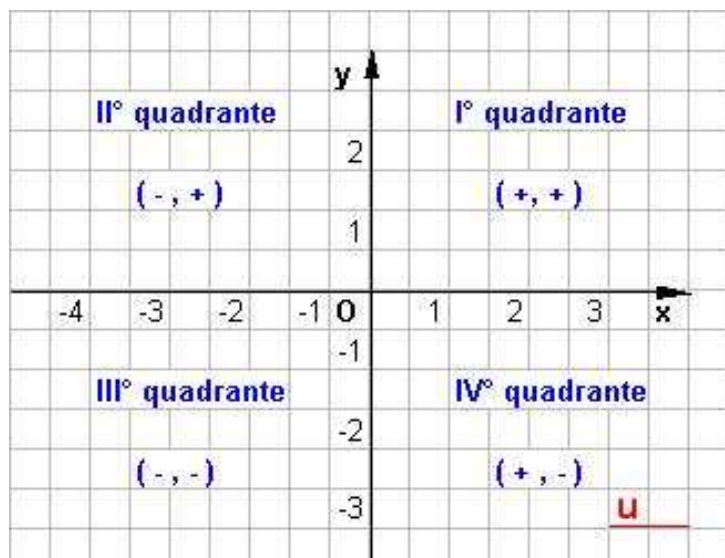 y
II° quadrante
I° quadrante
2
( - , + )
( +, + )
1
-4 -3 -2 -1 O 1 2 3 x
-1
III° quadrante
IV° quadrante
-2
( - , - )
( + , - )
-3
u